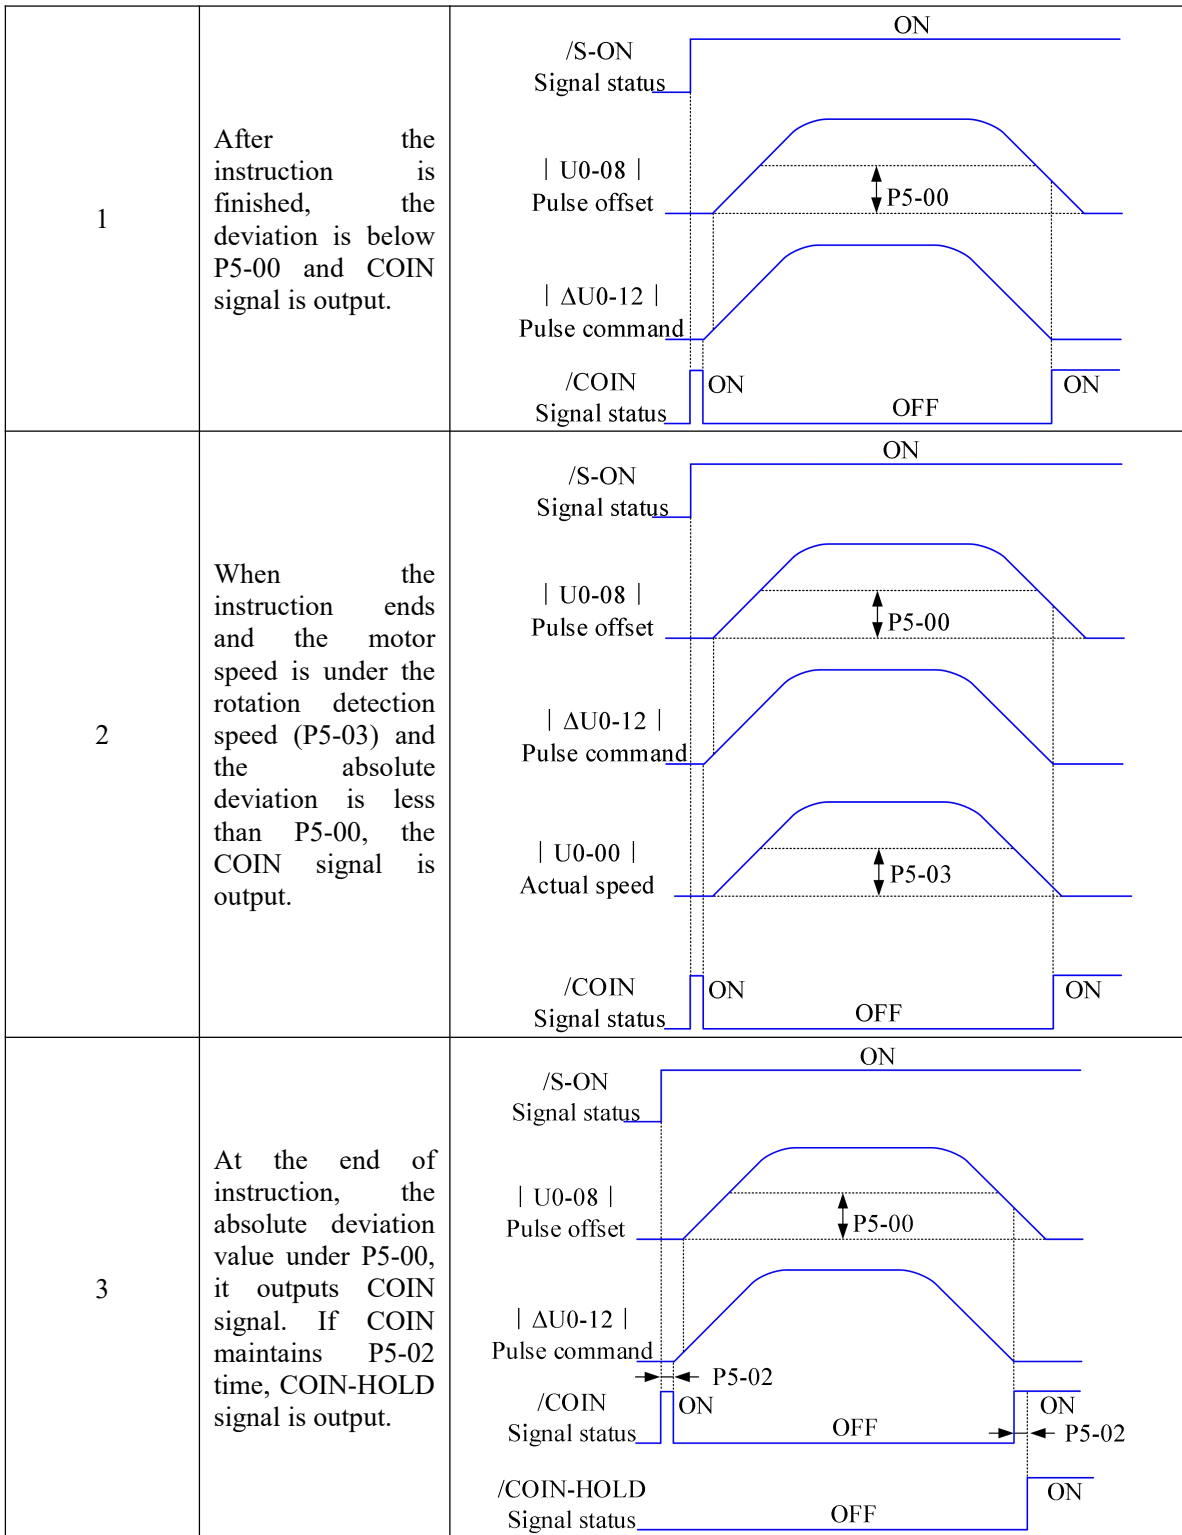 1
After the
instruction is
finished, the
deviation is below
P5-00 and COIN
signal is output.
ON
/S-ON
Signal status
| U0-08 |
Pulse offset
P5-00
| ΔU0-12 |
Pulse command
/COIN
Signal status
ON
OFF
ON
2
When the
instruction ends
and the motor
speed is under the
rotation detection
speed (P5-03) and
the absolute
deviation is less
than P5-00, the
COIN signal is
output.
ON
/S-ON
Signal status
| U0-08 |
Pulse offset
P5-00
| ΔU0-12 |
Pulse command
| U0-00 |
Actual speed
P5-03
/COIN
Signal status
ON
OFF
ON
3
At the end of
instruction, the
absolute deviation
value under P5-00,
it outputs COIN
signal. If COIN
maintains P5-02
time, COIN-HOLD
signal is output.
ON
/S-ON
Signal status
| U0-08 |
Pulse offset
P5-00
| ΔU0-12 |
Pulse command
P5-02
/COIN
Signal status
ON
OFF
ON
P5-02
/COIN-HOLD
Signal status
OFF
ON